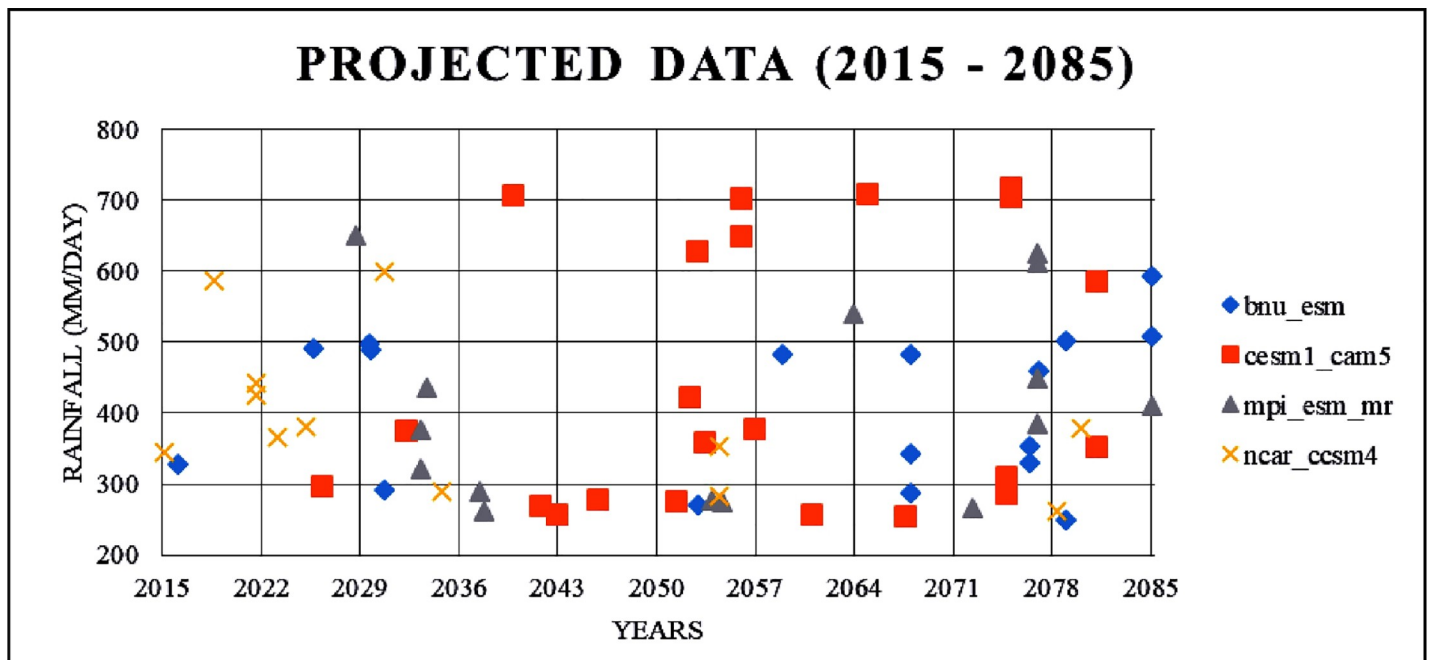 PROJECTED DATA (2015 - 2085)
800
700
600
500
400
300
200
RAINFALL (MM/DAY)
2015 2022 2029 2036 2043 2050 2057 2064 2071 2078 2085
YEARS
bnu_esm
cesm1_cam5
mpi_esm_mr
ncar_ccsm4